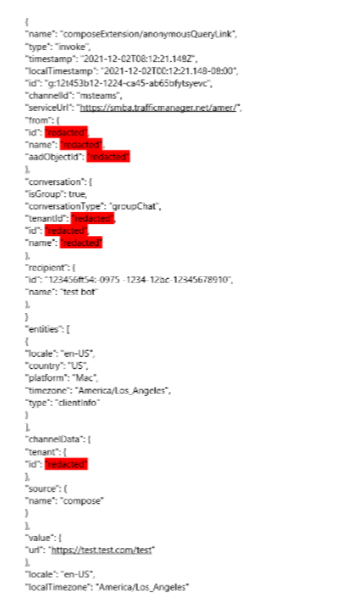 {
"name": "composeExtension/anonymousQueryLink",
"type": "invoke",
"timestamp": "2021-12-02T08:12:21.148Z",
"localTimestamp": "2021-12-02T00:12:21.148-08:00",
"id": "g:12t453b12-1224-ca45-ab65bfytsyevc",
"channelId": "msteams",
"serviceUrl": "https://smba.trafficmanager.net/amer/",
"from": {
"id": "redacted",
"name": "redacted",
"aadObjectId": "redacted"
},
"conversation": {
"isGroup": true,
"conversationType": "groupChat",
"tenantId": "redacted",
"id": "redacted",
"name": "redacted"
},
"recipient": {
"id": "123456ft54:-0975 -1234-12bc-12345678910",
"name": "test bot"
},
}
"entities": [
{
"locale": "en-US",
"country": "US",
"platform": "Mac",
"timezone": "America/Los_Angeles",
"type": "clientInfo"
}
],
"channelData": {
"tenant": {
"id": "redacted"
},
"source": {
"name": "compose"
}
},
"value": {
"url": "https://test.test.com/test"
},
"locale": "en-US",
"localTimezone": "America/Los_Angeles"